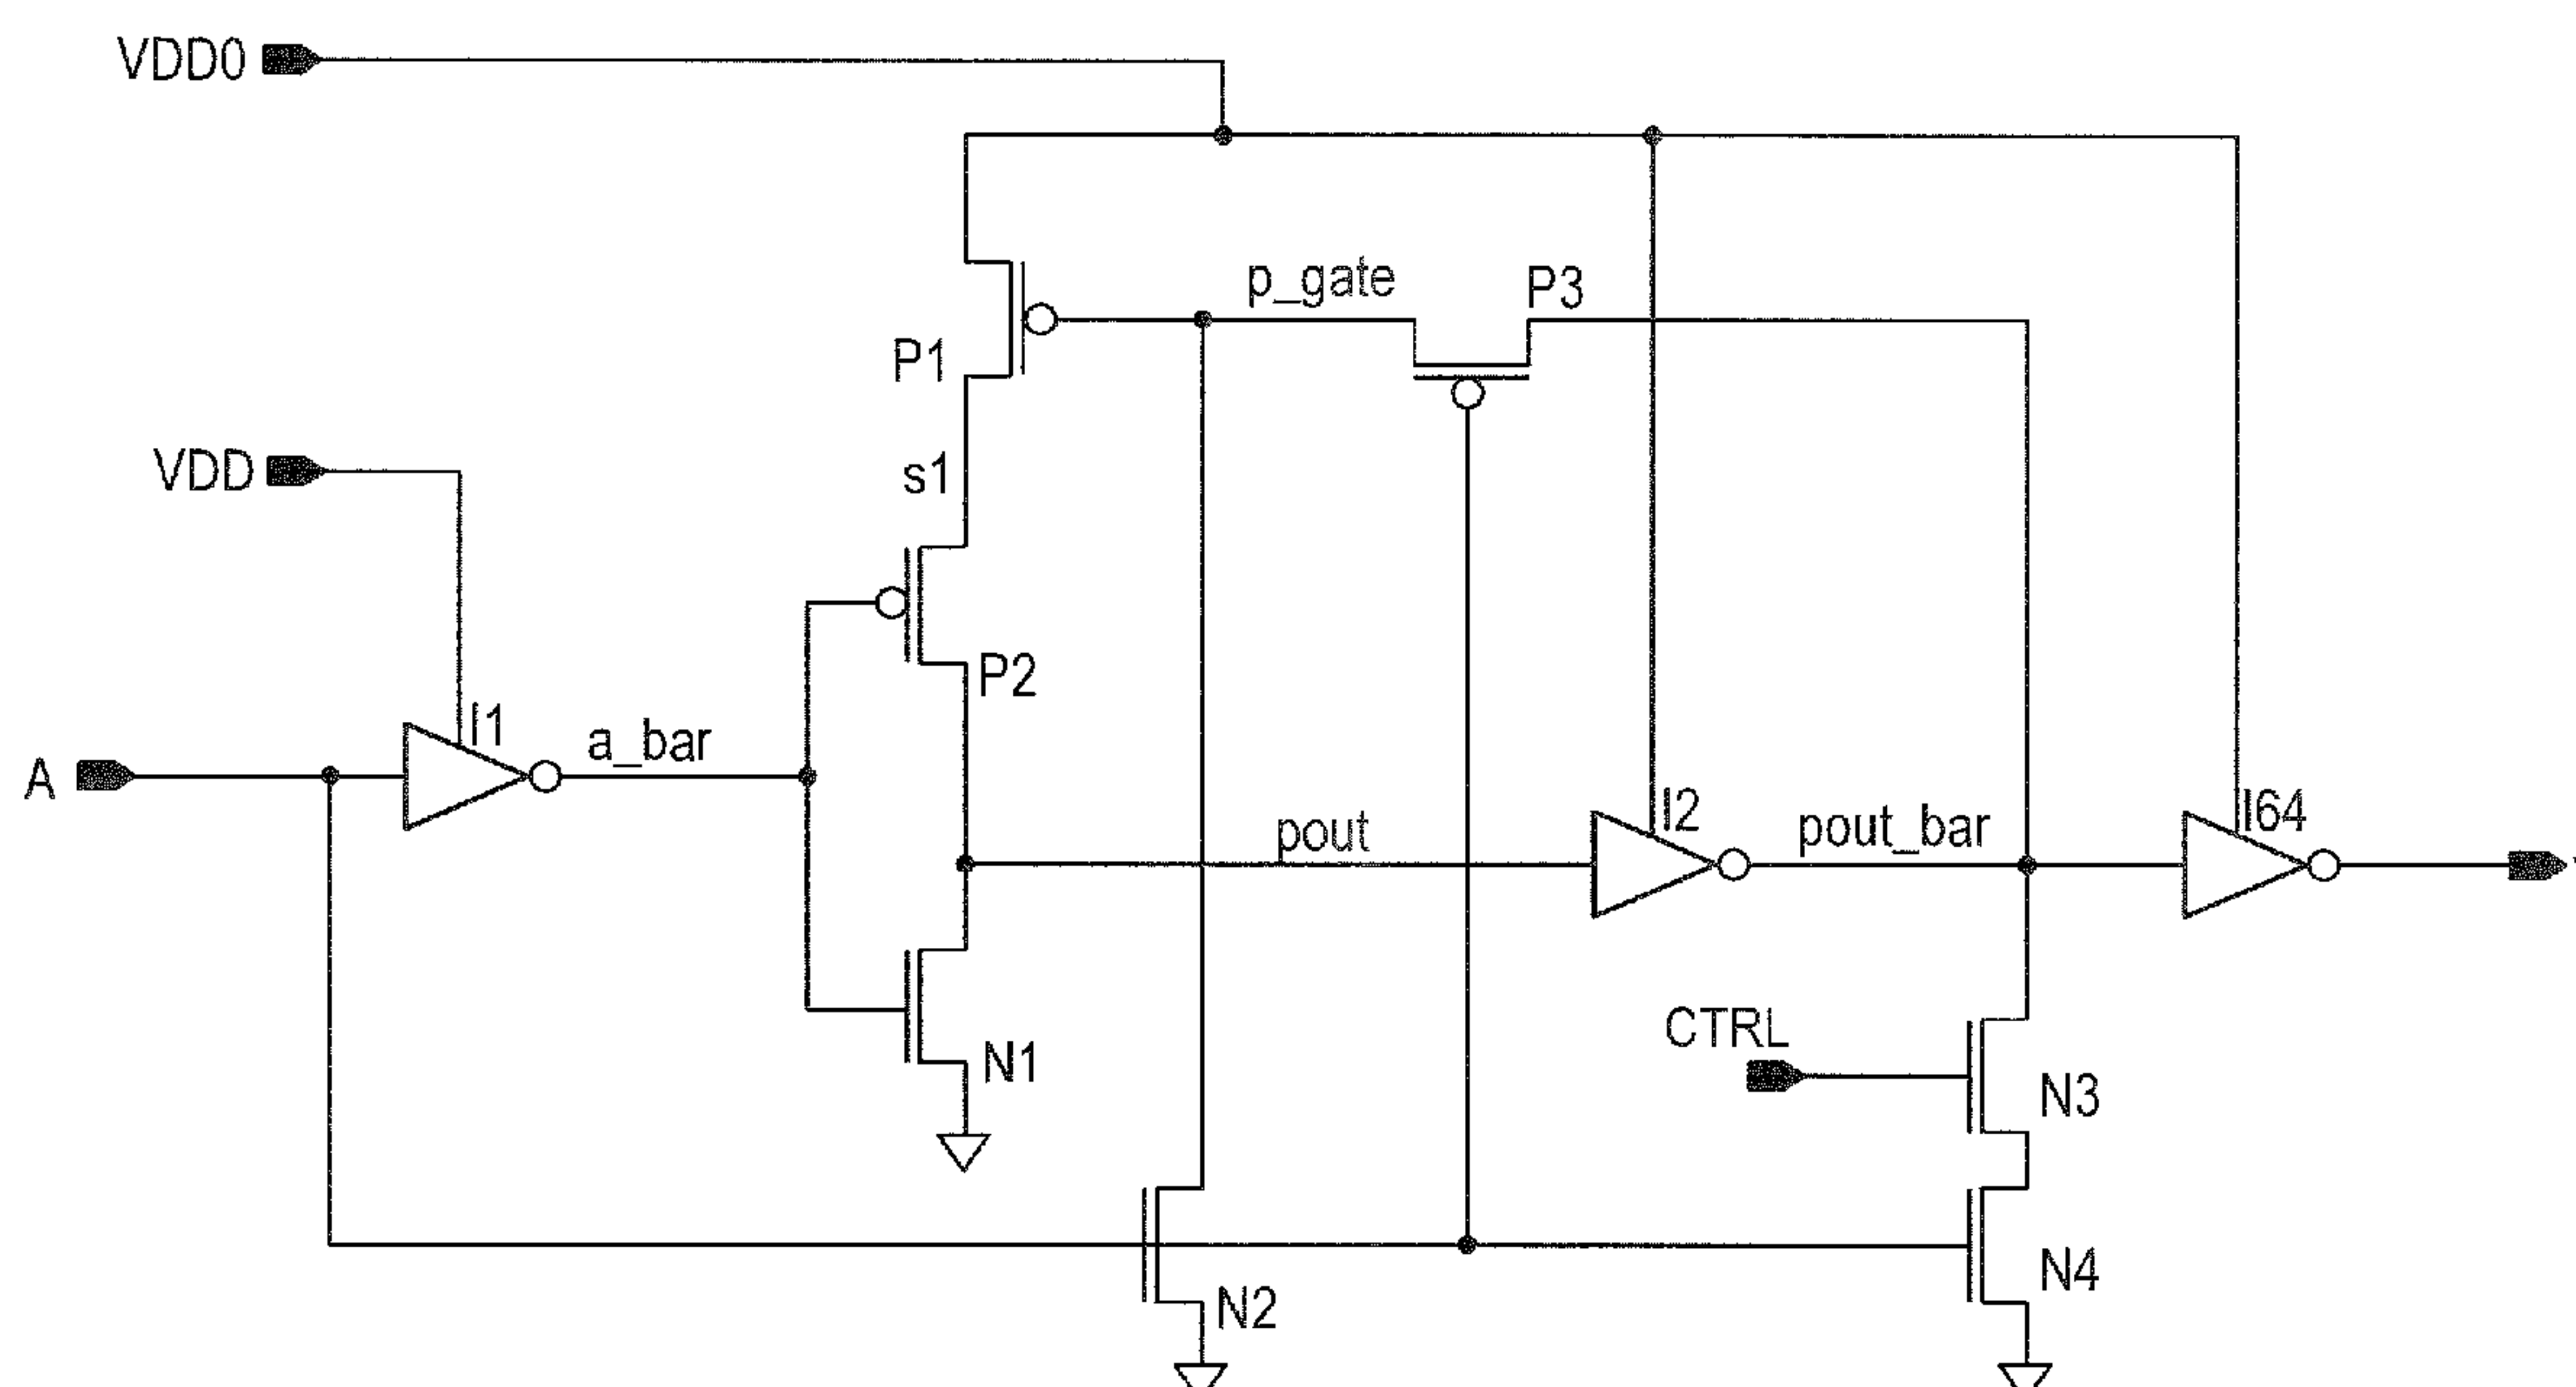 VDD0
p_gate
P3
P1
VDD
s1
P2
I1
a_bar
A
pout
I2
pout_bar
I64
CTRL
N1
N3
N2
N4